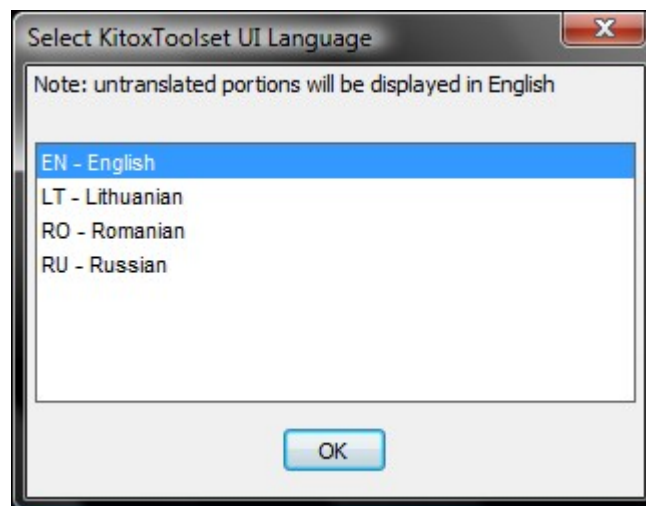 Select KitoxToolset UI Language
Note: untranslated portions will be displayed in English
EN - English
LT - Lithuanian
RO - Romanian
RU - Russian
OK